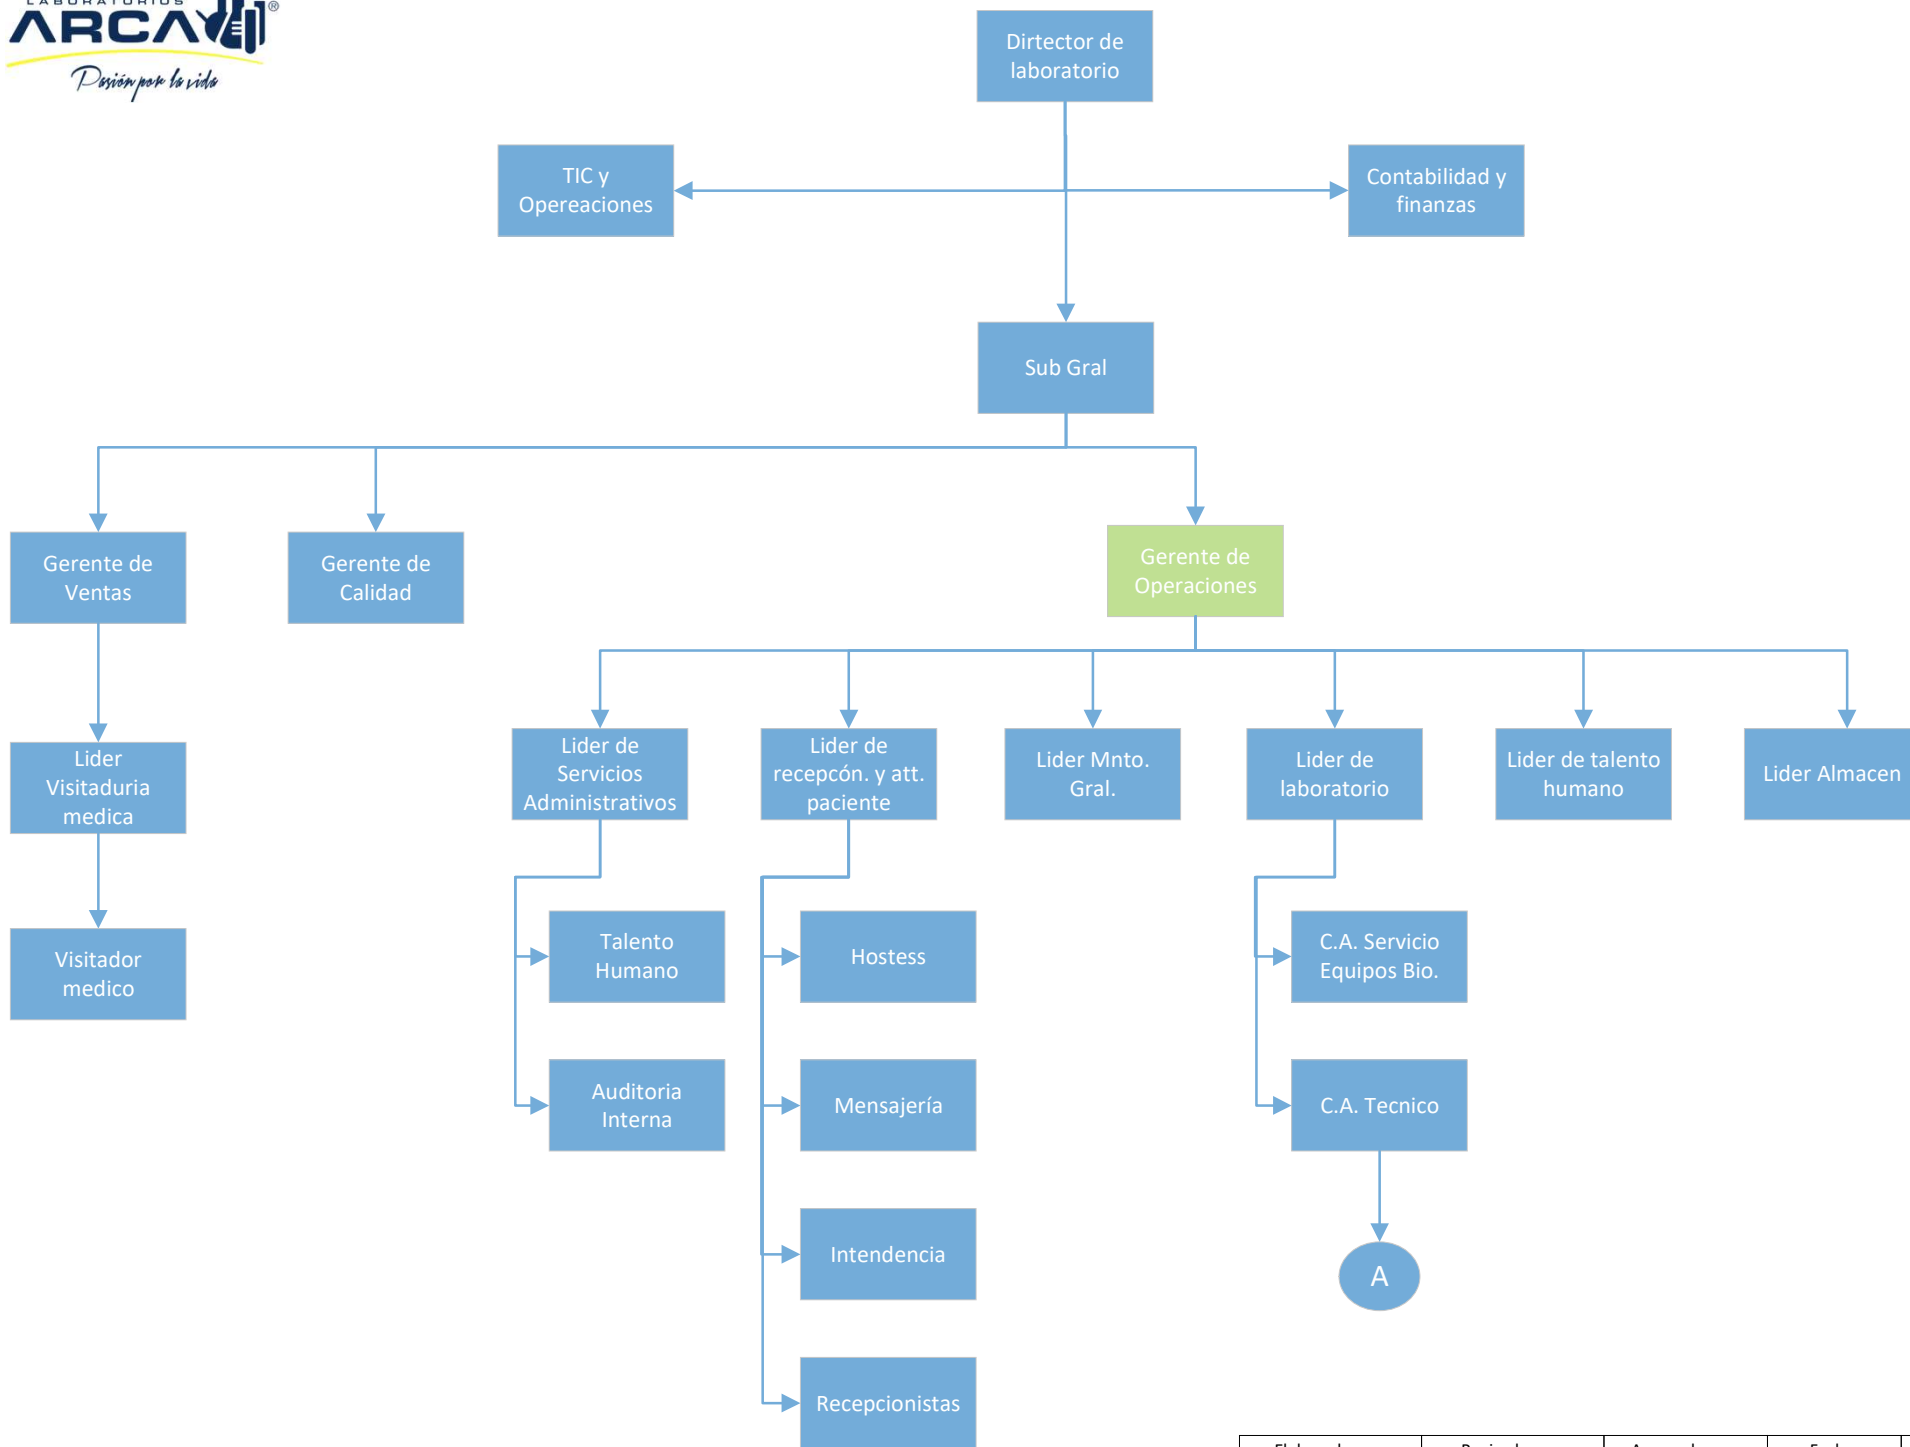 LABORATORIOS
ARCA ®
Pasión por la vida
Dirtector de
laboratorio
TIC y
Opereaciones
Contabilidad y
finanzas
Sub Gral
Gerente de
Ventas
Gerente de
Calidad
Gerente de
Operaciones
Lider
Visitaduria
medica
Lider de
Servicios
Administrativos
Lider de
recepcón. y att.
paciente
Lider Mnto.
Gral.
Lider de
laboratorio
Lider de talento
humano
Lider Almacen
Visitador
medico
Talento
Humano
Hostess
C.A. Servicio
Equipos Bio.
Auditoria
Interna
Mensajería
C.A. Tecnico
Intendencia
A
Recepcionistas